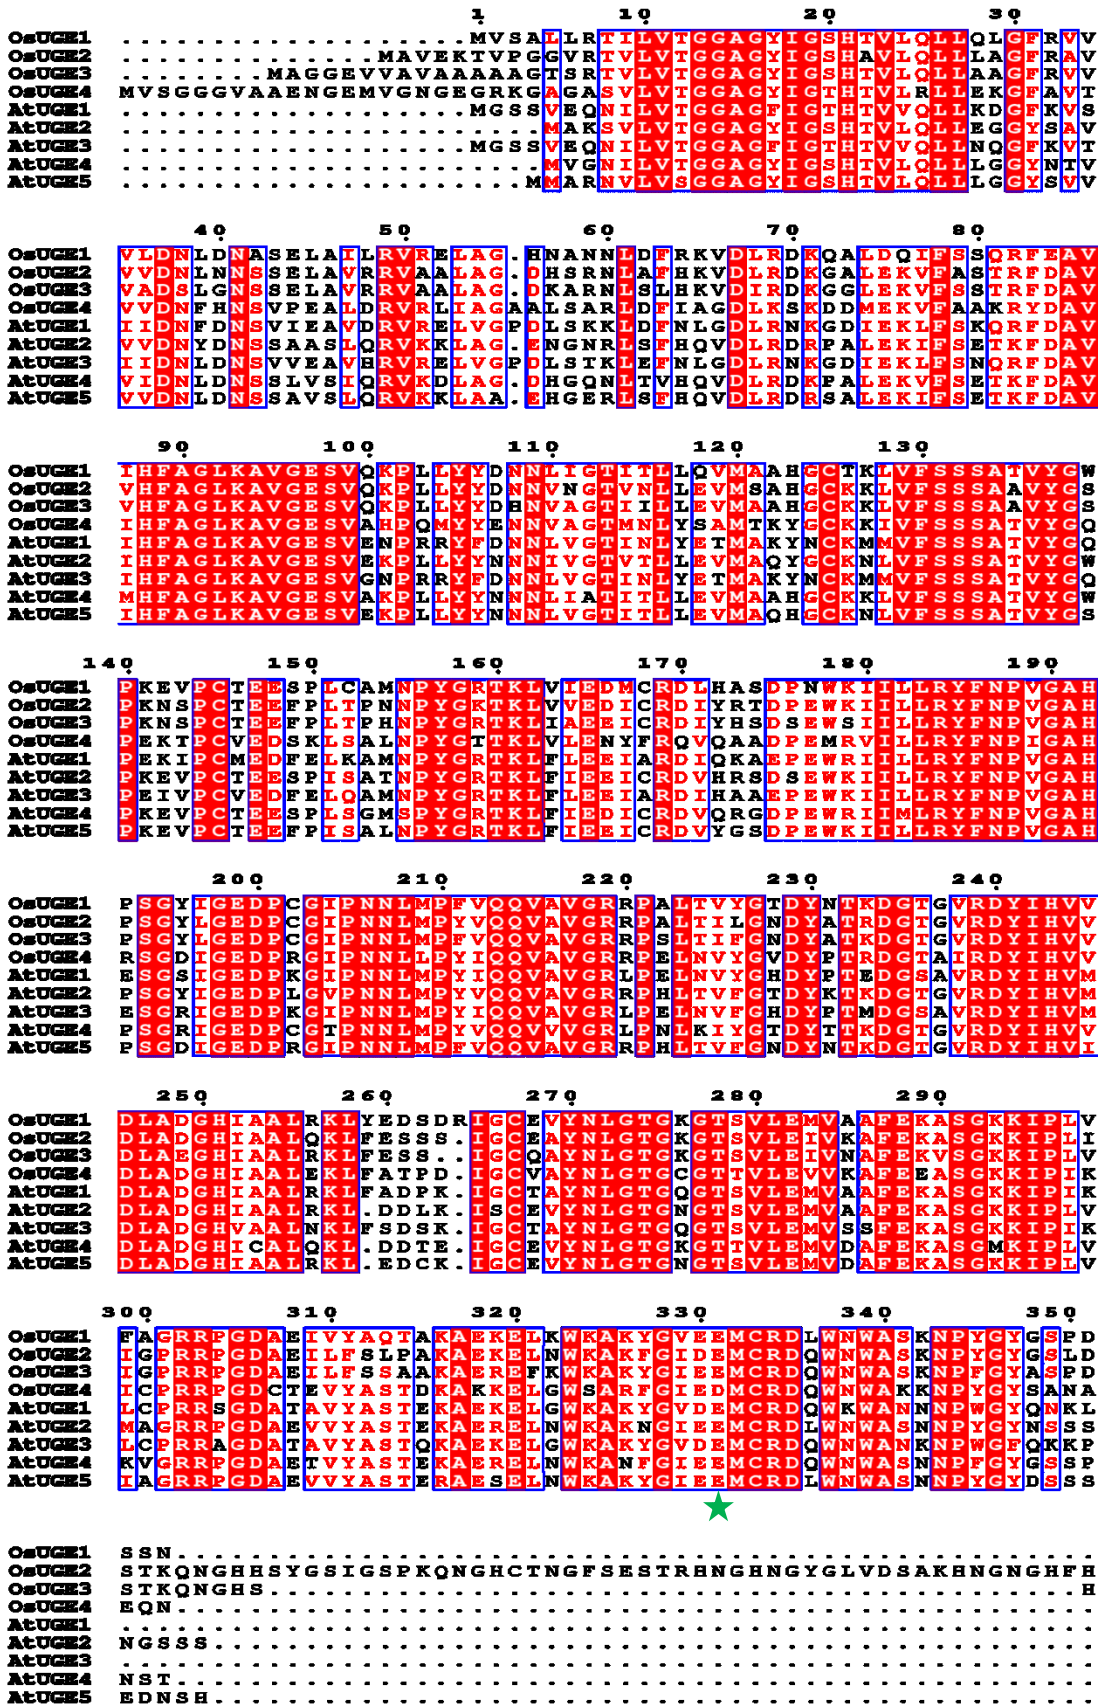 1 10 20 30
OsUGE1 ...................MVSALLRTILVTGGAGYIGSHTVLQLLQLGFRVV
OsUGE2 ..............MAVEKTVPGGVRTVLVTGGAGYIGSHAVLQLLLAGFRAV
OsUGE3 ........MAGGEVVAVAAAAAGTSRTVLVTGGAGYIGSHTVLQLLAAGFRVV
OsUGE4 MVSGGGVAAENGEMVGNGEGRKGAGASVLVTGGAGYIGTHTVLRLLEKGFAVT
AtUGE1 ...................MGSSVEQNILVTGGAGFIGTHTVVQLLKDGFKVS
AtUGE2 .......................MAKSVLVTGGAGYIGSHTVLQLLEGGYSAV
AtUGE3 ...................MGSSVEQNILVTGGAGFIGTHTVVQLLNQGFKVT
AtUGE4 .......................MVGNILVTGGAGYIGSHTVLQLLLGGYNTV
AtUGE5 ......................MMARNVLVSGGAGYIGSHTVLQLLLGGYSVV
40 50 60 70 80
OsUGE1 VLDNLDNASELAILRVRELAG.HNANNLDFRKVDLRDKQALDQIFSSQRFEAV
OsUGE2 VVDNLNNSSELAVRRVAALAG.DHSRNLAFHKVDLRDKGALEKVFASTRFDAV
OsUGE3 VADSLGNSSELAVRRVAALAG.DKARNLSLHKVDIRDKGGLEKVFSSTRFDAV
OsUGE4 VVDNFHNSVPEALDRVRLIAGAALSARLDFIAGDLKSKDDMEKVFAAKRYDAV
AtUGE1 IIDNFDNSVIEAVDRVRELVGPDLSKKLDFNLGDLRNKGDIEKLFSKQRFDAV
AtUGE2 VVDNYDNSSAASLQRVKKLAG.ENGNRLSFHQVDLRDRPALEKIFSETKFDAV
AtUGE3 IIDNLDNSVVEAVHRVRELVGPDLSTKLEFNLGDLRNKGDIEKLFSNQRFDAV
AtUGE4 VIDNLDNSSLVSIQRVKDLAG.DHGQNLTVHQVDLRDKPALEKVFSETKFDAV
AtUGE5 VVDNLDNSSAVSLQRVKKLAA.EHGERLSFHQVDLRDRSALEKIFSETKFDAV
90 100 110 120 130
OsUGE1 IHFAGLKAVGESVQKPLLYYDNNLIGTITLLQVMAAHGCTKLVFSSSATVYGW
OsUGE2 VHFAGLKAVGESVQKPLLYYDNNVNGTVNLLEVMSAHGCKKLVFSSSAAVYGS
OsUGE3 VHFAGLKAVGESVQKPLLYYDHNVAGTIILLEVMAAHGCKKLVFSSSAAVYGS
OsUGE4 IHFAGLKAVGESVAHPQMYYENNVAGTMNLYSAMTKYGCKKIVFSSSATVYGQ
AtUGE1 IHFAGLKAVGESVENPRRYFDNNLVGTINLYETMAKYNCKMMVFSSSATVYGQ
AtUGE2 IHFAGLKAVGESVEKPLLYYNNNIVGTVTLLEVMAQYGCKNLVFSSSATVYGW
AtUGE3 IHFAGLKAVGESVGNPRRYFDNNLVGTINLYETMAKYNCKMMVFSSSATVYGQ
AtUGE4 MHFAGLKAVGESVAKPLLYYNNNLIATITLLEVMAAHGCKKLVFSSSATVYGW
AtUGE5 IHFAGLKAVGESVEKPLLYYNNNLVGTITLLEVMAQHGCKNLVFSSSATVYGS
140 150 160 170 180 190
OsUGE1 PKEVPCTEESPLCAMNPYGRTKLVIEDMCRDLHASDPNWKIILLRYFNPVGAH
OsUGE2 PKNSPCTEEFPLTPNNPYGKTKLVVEDICRDIYRTDPEWKIILLRYFNPVGAH
OsUGE3 PKNSPCTEEFPLTPHNPYGRTKLIAEEICRDIYHSDSEWSIILLRYFNPVGAH
OsUGE4 PEKTPCVEDSKLSALNPYGTTKLVLENYFRQVQAADPEMRVILLRYFNPIGAH
AtUGE1 PEKIPCMEDFELKAMNPYGRTKLFLEEIARDIQKAEPEWRIILLRYFNPVGAH
AtUGE2 PKEVPCTEESPISATNPYGRTKLFIEEICRDVHRSDSEWKIILLRYFNPVGAH
AtUGE3 PEIVPCVEDFELQAMNPYGRTKLFLEEIARDIHAAEPEWKIILLRYFNPVGAH
AtUGE4 PKEVPCTEESPLSGMSPYGRTKLFIEDICRDVQRGDPEWRIIMLRYFNPVGAH
AtUGE5 PKEVPCTEEFPISALNPYGRTKLFIEEICRDVYGSDPEWKIILLRYFNPVGAH
200 210 220 230 240
OsUGE1 PSGYIGEDPCGIPNNLMPFVQQVAVGRRPALTVYGTDYNTKDGTGVRDYIHVV
OsUGE2 PSGYLGEDPCGIPNNLMPFVQQVAVGRRPALTILGNDYATRDGTGVRDYIHVV
OsUGE3 PSGYLGEDPCGIPNNLMPFVQQVAVGRRPSLTIFGNDYATKDGTGVRDYIHVV
OsUGE4 RSGDIGEDPRGIPNNLLPYIQQVAVGRRPELNVYGVDYPTRDGTAIRDYIHVV
AtUGE1 ESGSIGEDPKGIPNNLMPYIQQVAVGRLPELNVYGHDYPTEDGSAVRDYIHVM
AtUGE2 PSGYIGEDPLGVPNNLMPYVQQVAVGRRPHLTVFGTDYKTKDGTGVRDYIHVM
AtUGE3 ESGRIGEDPKGIPNNLMPYIQQVAVGRLPELNVFGHDYPTMDGSAVRDYIHVM
AtUGE4 PSGRIGEDPCGTPNNLMPYVQQVVVGRLPNLKIYGTDYTTKDGTGVRDYIHVV
AtUGE5 PSGDIGEDPRGIPNNLMPFVQQVAVGRRPHLTVFGNDYNTKDGTGVRDYIHVI
250 260 270 280 290
OsUGE1 DLADGHIAALRKLYEDSDRIGCEVYNLGTGKGTSVLEMVAAFEKASGKKIPLV
OsUGE2 DLADGHIAALQKLFESSS.IGCEAYNLGTGKGTSVLEIVKAFEKASGKKIPLI
OsUGE3 DLAEGHIAALRKLFESS..IGCQAYNLGTGKGTSVLEIVNAFEKVSGKKIPLV
OsUGE4 DLADGHIAALEKLFATPD.IGCVAYNLGTGCGTTVLEVVKAFEEASGKKIPIK
AtUGE1 DLADGHIAALRKLFADPK.IGCTAYNLGTGQGTSVLEMVAAFEKASGKKIPIK
AtUGE2 DLADGHIAALRKL.DDLK.ISCEVYNLGTGNGTSVLEMVAAFEKASGKKIPLV
AtUGE3 DLADGHVAALNKLFSDSK.IGCTAYNLGTGQGTSVLEMVSSFEKASGKKIPIK
AtUGE4 DLADGHICALQKL.DDTE.IGCEVYNLGTGKGTTVLEMVDAFEKASGMKIPLV
AtUGE5 DLADGHIAALRKL.EDCK.IGCEVYNLGTGNGTSVLEMVDAFEKASGKKIPLV
300 310 320 330 340 350
OsUGE1 FAGRRPGDAEIVYAQTAKAEKELKWKAKYGVEEMCRDLWNWASKNPYGYGSPD
OsUGE2 IGPRRPGDAEILFSLPAKAEKELNWKAKFGIDEMCRDQWNWASKNPYGYGSLD
OsUGE3 IGPRRPGDAEILFSSAAKAEREFKWKAKYGIEEMCRDQWNWASKNPFGYASPD
OsUGE4 ICPRRPGDCTEVYASTDKAKKELGWSARFGIEDMCRDQWNWAKKNPYGYSANA
AtUGE1 LCPRRSGDATAVYASTEKAEKELGWKAKYGVDEMCRDQWKWANNNPWGYQNKL
AtUGE2 MAGRRPGDAEVVYASTEKAERELNWKAKNGIEEMCRDLWNWASNNPYGYNSSS
AtUGE3 LCPRRAGDATAVYASTQKAEKELGWKAKYGVDEMCRDQWNWANKNPWGFQKKP
AtUGE4 KVGRRPGDAETVYASTEKAERELNWKANFGIEEMCRDQWNWASNNPFGYGSSP
AtUGE5 IAGRRPGDAEVVYASTERAESELNWKAKYGIEEMCRDLWNWASNNPYGYDSSS
OsUGE1 SSN..................................................
OsUGE2 STKQNGHHSYGSIGSPKQNGHCTNGFSESTRHNGHNGYGLVDSAKHNGNGHFH
OsUGE3 STKQNGHS............................................H
OsUGE4 EQN..................................................
AtUGE1 .....................................................
AtUGE2 NGSSS................................................
AtUGE3 .....................................................
AtUGE4 NST..................................................
AtUGE5 EDNSH................................................